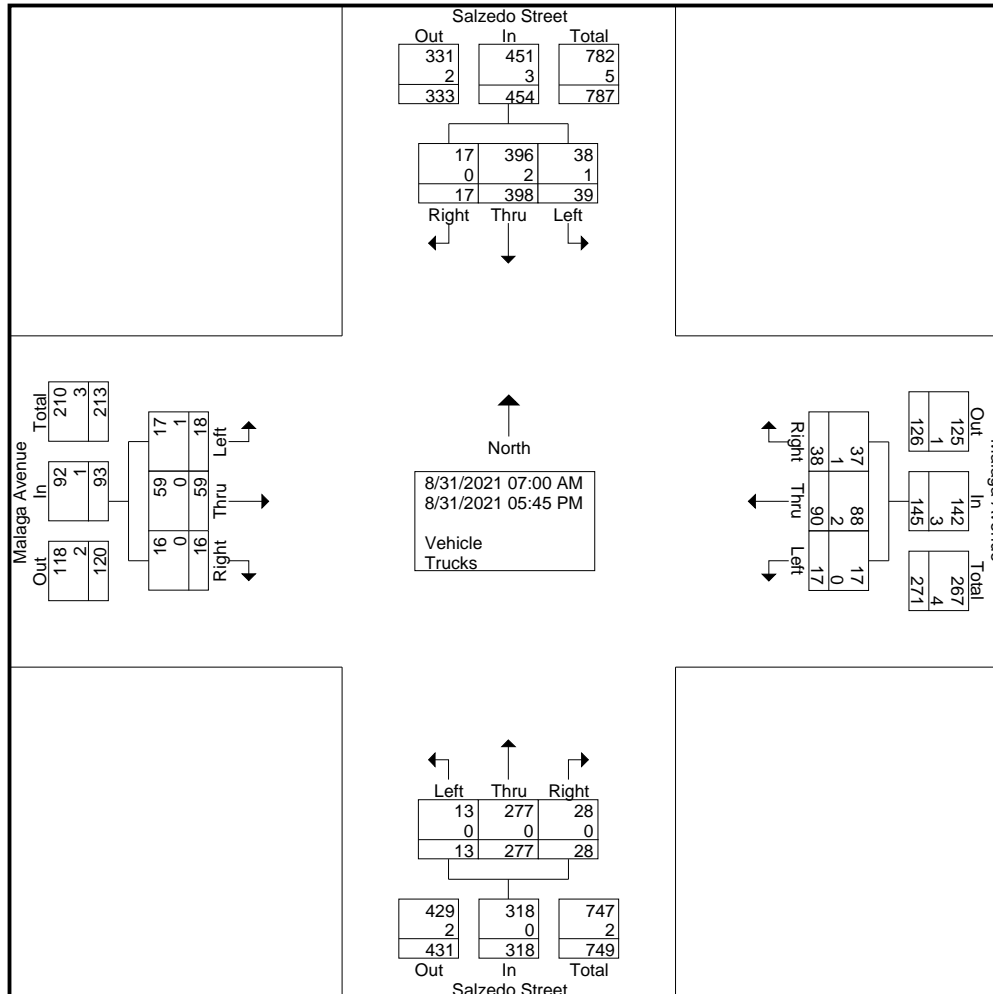 Salzedo Street
Out In Total
331 451 782
2 3 5
333 454 787
17 396 38
0 2 1
17 398 39
Right Thru Left
Malaga Avenue
Total In Out
210 92 118
3 1 2
213 93 120
17 59 16
1 0 0
18 59 16
Left Thru Right
North
8/31/2021 07:00 AM
8/31/2021 05:45 PM
Vehicle
Trucks
Right Thru Left
37 88 17
1 2 0
38 90 17
Out In Total
125 142 267
1 3 4
126 145 271
Left Thru Right
13 277 28
0 0 0
13 277 28
429 318 747
2 0 2
431 318 749
Out In Total
Salzedo Street